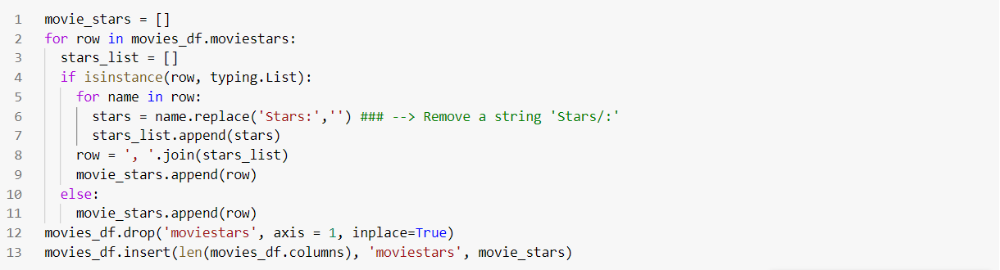 1 movie_stars = []
2 for row in movies_df.moviestars:
3   stars_list = []
4   if isinstance(row, typing.List):
5     for name in row:
6       stars = name.replace('Stars:','') ### --> Remove a string 'Stars/:'
7       stars_list.append(stars)
8     row = ', '.join(stars_list)
9     movie_stars.append(row)
10   else:
11     movie_stars.append(row)
12 movies_df.drop('moviestars', axis = 1, inplace=True)
13 movies_df.insert(len(movies_df.columns), 'moviestars', movie_stars)